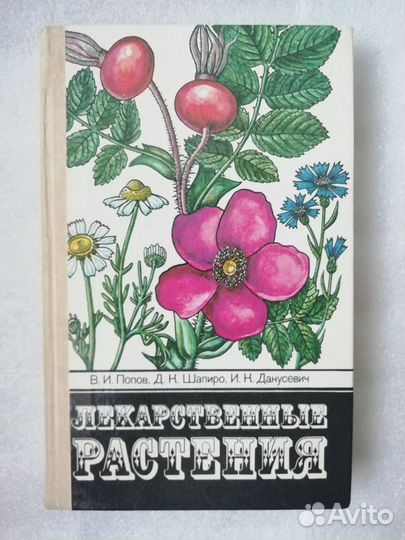 В. И. Попов, Д. К. Шапиро, И. К. Данусевич
ЛЕКАРСТВЕННЫЕ
РАСТЕНИЯ
Avito